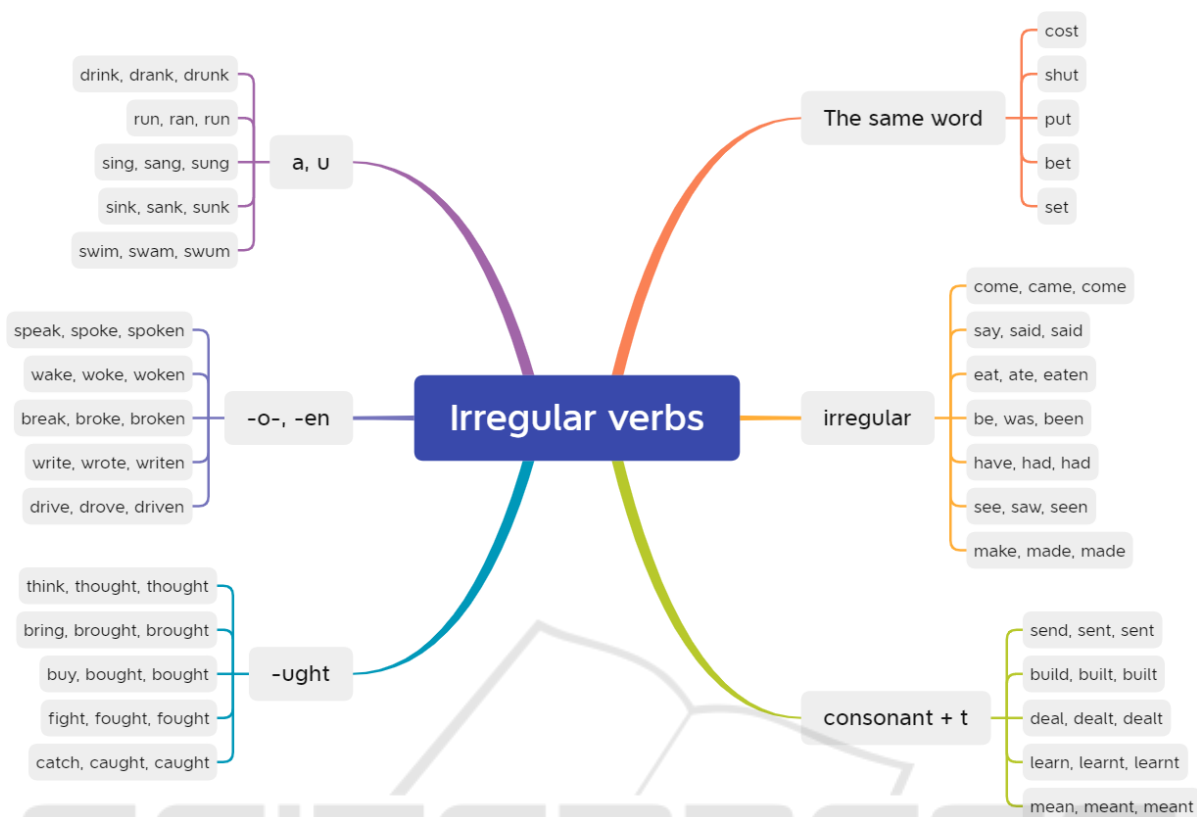 Irregular verbs
The same word
cost
shut
put
bet
set
irregular
come, came, come
say, said, said
eat, ate, eaten
be, was, been
have, had, had
see, saw, seen
make, made, made
consonant + t
send, sent, sent
build, built, built
deal, dealt, dealt
learn, learnt, learnt
mean, meant, meant
a, u
drink, drank, drunk
run, ran, run
sing, sang, sung
sink, sank, sunk
swim, swam, swum
-o-, -en
speak, spoke, spoken
wake, woke, woken
break, broke, broken
write, wrote, writen
drive, drove, driven
-ught
think, thought, thought
bring, brought, brought
buy, bought, bought
fight, fought, fought
catch, caught, caught